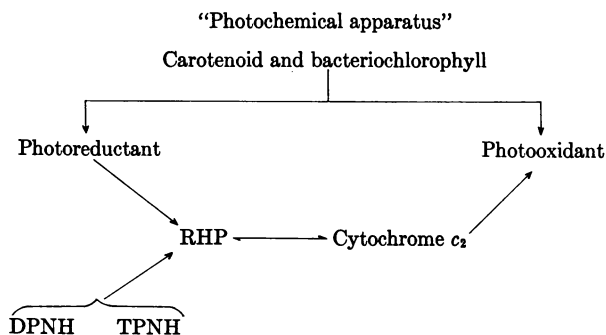 “Photochemical apparatus”
Carotenoid and bacteriochlorophyll
Photoreductant
Photooxidant
RHP
Cytochrome c₂
DPNH TPNH